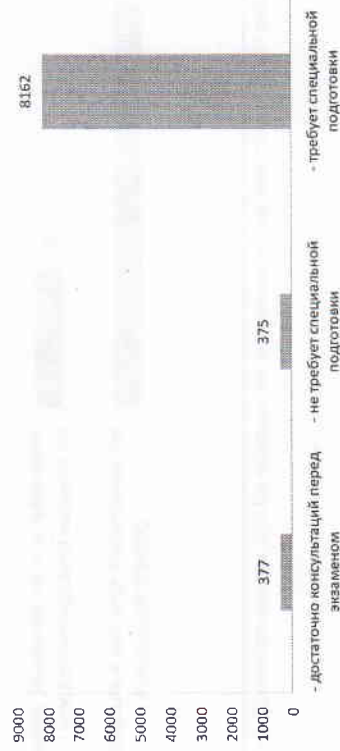 9000
8000
7000
6000
5000
4000
3000
2000
1000
0
377
375
8162
- достаточно консультаций перед
экзаменом
- не требует специальной
подготовки
- требует специальной
подготовки